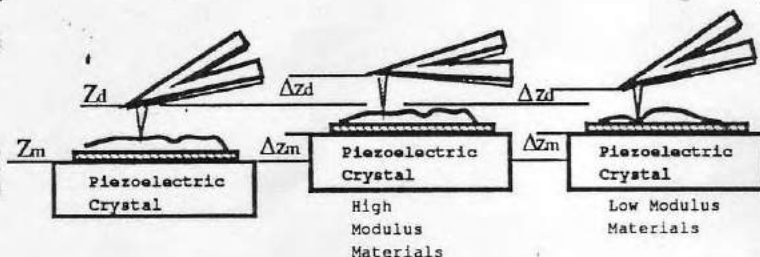 Zd
ΔZd
Δzd
Zm
Δzm
Δzm
Piezoelectric
Crystal
Piezoelectric
Crystal
Piezoelectric
Crystal
High
Modulus
Materials
Low Modulus
Materials